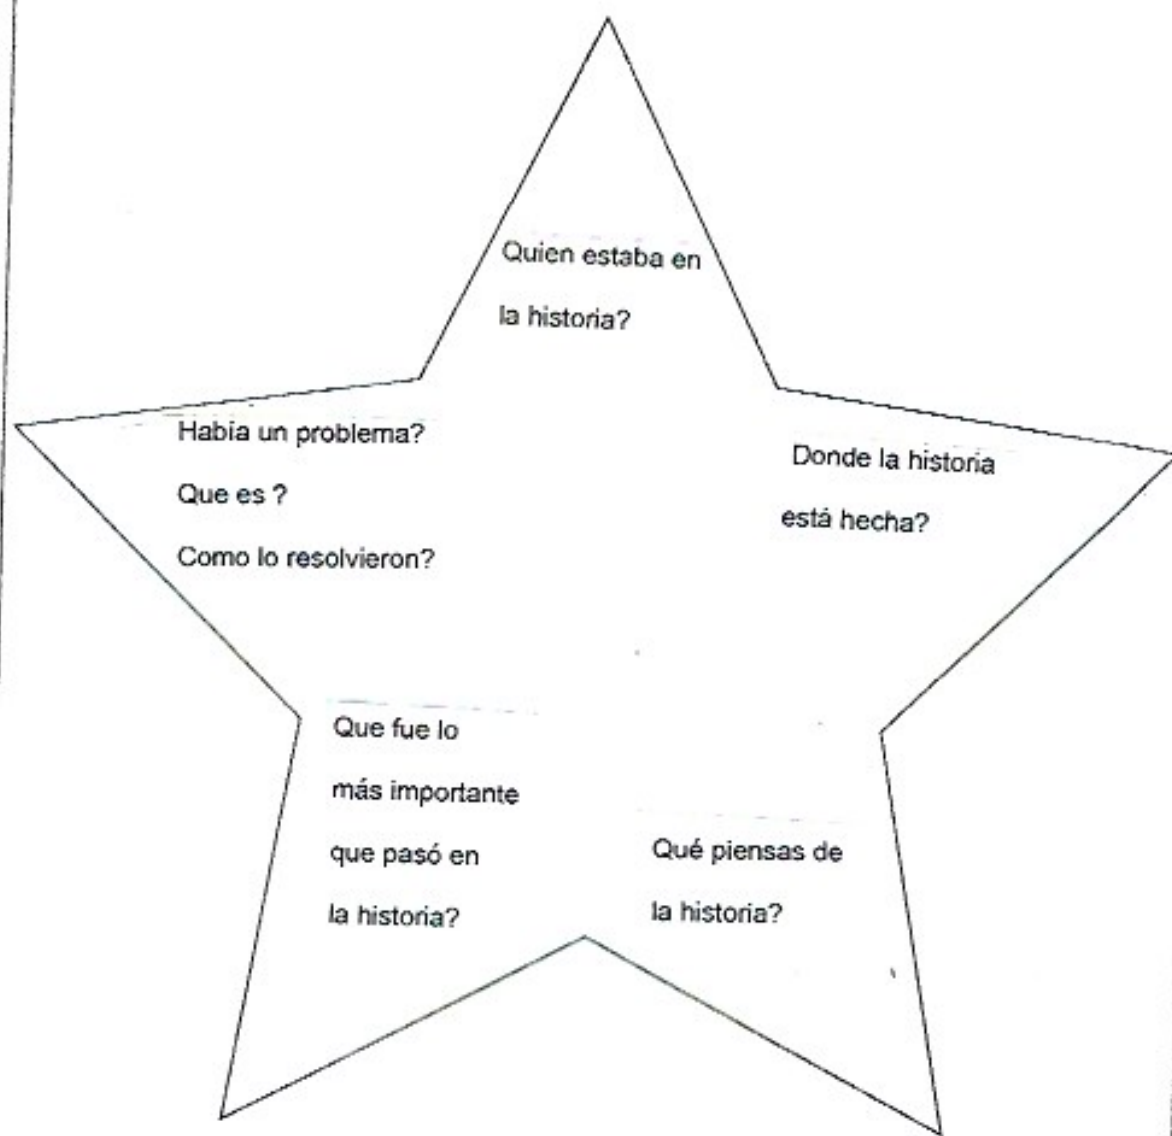 Quien estaba en
la historia?
Había un problema?
Que es ?
Como lo resolvieron?
Donde la historia
está hecha?
Que fue lo
más importante
que pasó en
la historia?
Qué piensas de
la historia?